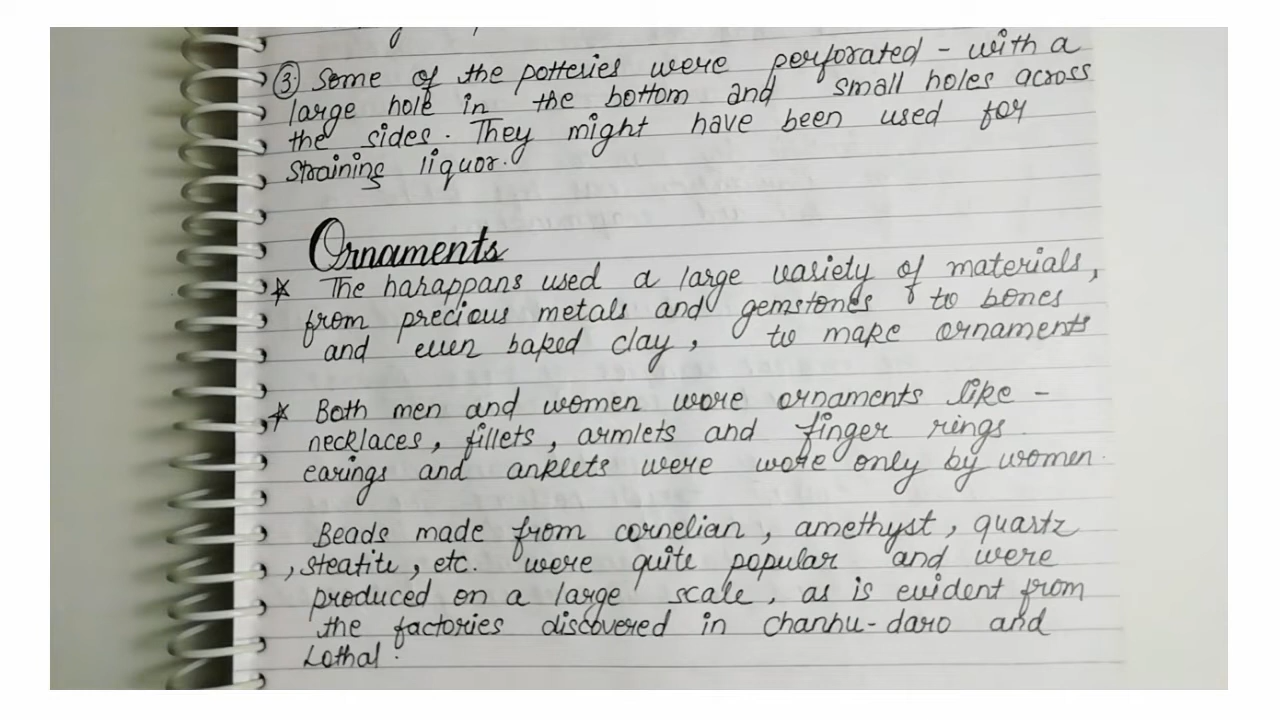 ③ Some of the potteries were perforated - with a
large hole in the bottom and small holes across
the sides. They might have been used for
Straining liquor.
Ornaments
* The harappans used a large variety of materials,
from precious metals and gemstones to bones
and even baked clay, to make ornaments
* Both men and women wore ornaments like -
necklaces, fillets, armlets and finger rings.
earings and anklets were wore only by women.
Beads made from cornelian, amethyst, quartz
, steatite, etc. were quite popular and were
produced on a large scale, as is evident from
the factories discovered in chanhu-daro and
Lothal.